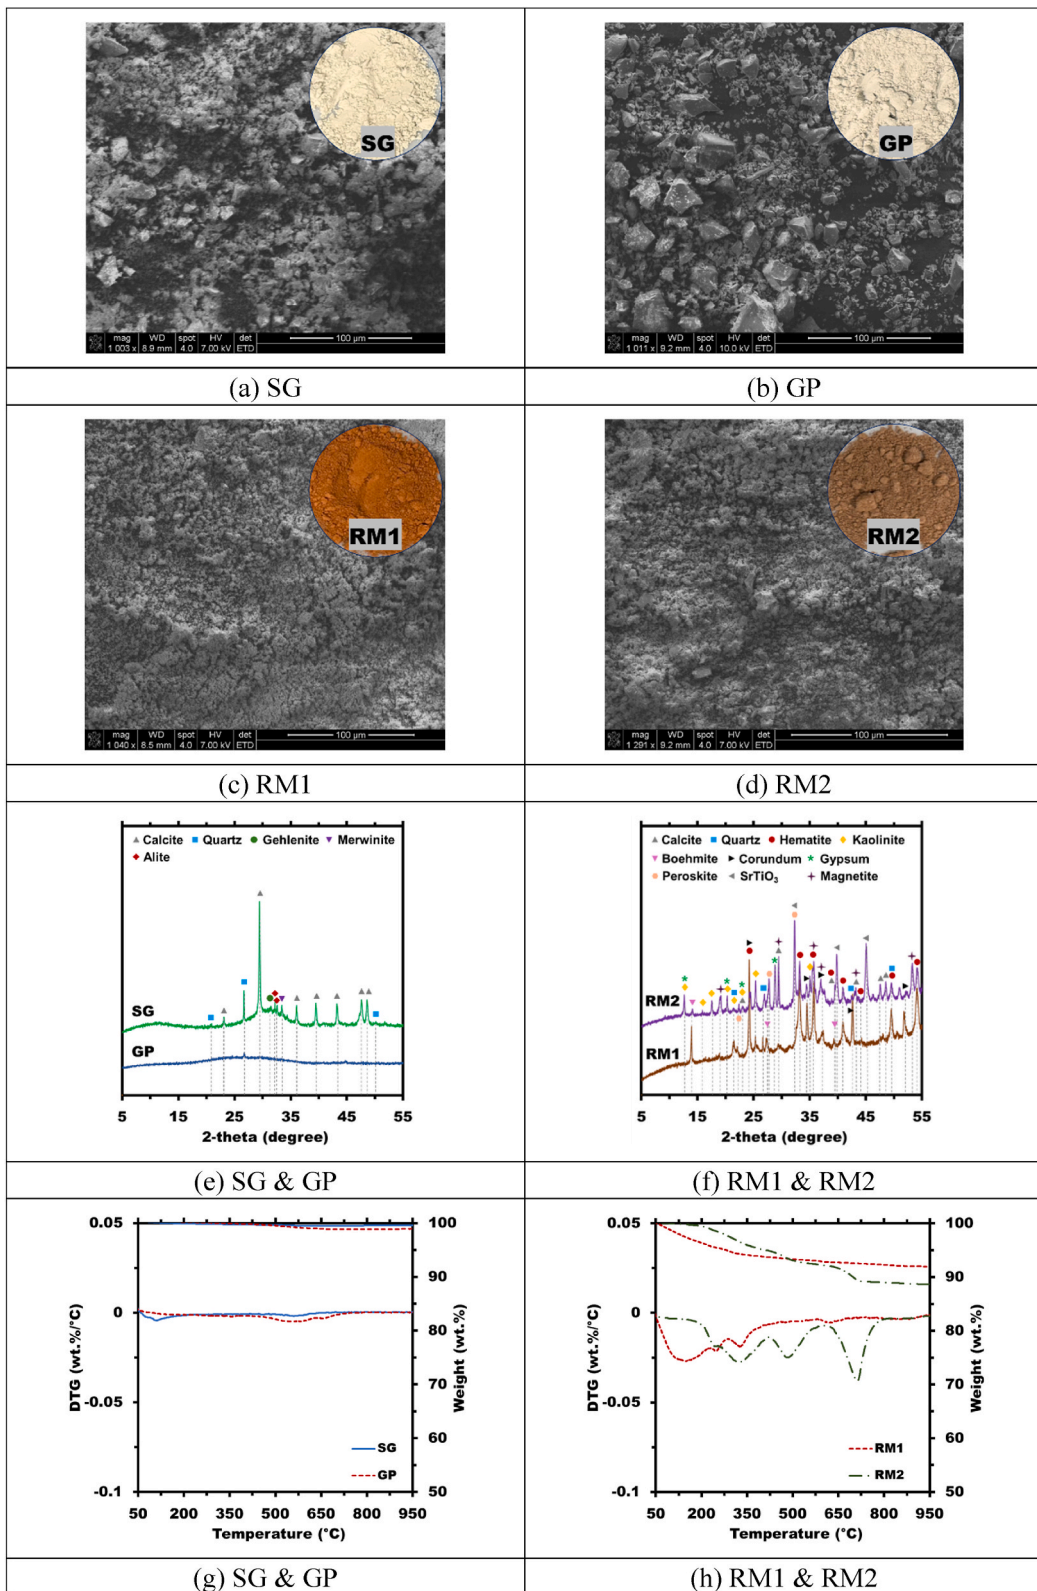 SG
mag WD spot HV det
1 003 x 8.9 mm 4.0 7.00 kV ETD
100 µm
GP
mag WD spot HV det
1 011 x 9.2 mm 4.0 10.0 kV ETD
100 µm
(a) SG
(b) GP
RM1
mag WD spot HV det
1 040 x 8.5 mm 4.0 7.00 kV ETD
100 µm
RM2
mag WD spot HV det
1 291 x 9.2 mm 4.0 7.00 kV ETD
100 µm
(c) RM1
(d) RM2
Calcite Quartz Gehlenite Merwinite
Alite
SG
GP
5 15 25 35 45 55
2-theta (degree)
Calcite Quartz Hematite Kaolinite
Boehmite Corundum Gypsum
Peroskite SrTiO3 Magnetite
RM2
RM1
5 15 25 35 45 55
2-theta (degree)
(e) SG & GP
(f) RM1 & RM2
0.05
0
-0.05
-0.1
DTG (wt.%/°C)
100
90
80
70
60
50
Weight (wt.%)
SG
GP
50 200 350 500 650 800 950
Temperature (°C)
0.05
0
-0.05
-0.1
DTG (wt.%/°C)
100
90
80
70
60
50
Weight (wt.%)
RM1
RM2
50 200 350 500 650 800 950
Temperature (°C)
(g) SG & GP
(h) RM1 & RM2